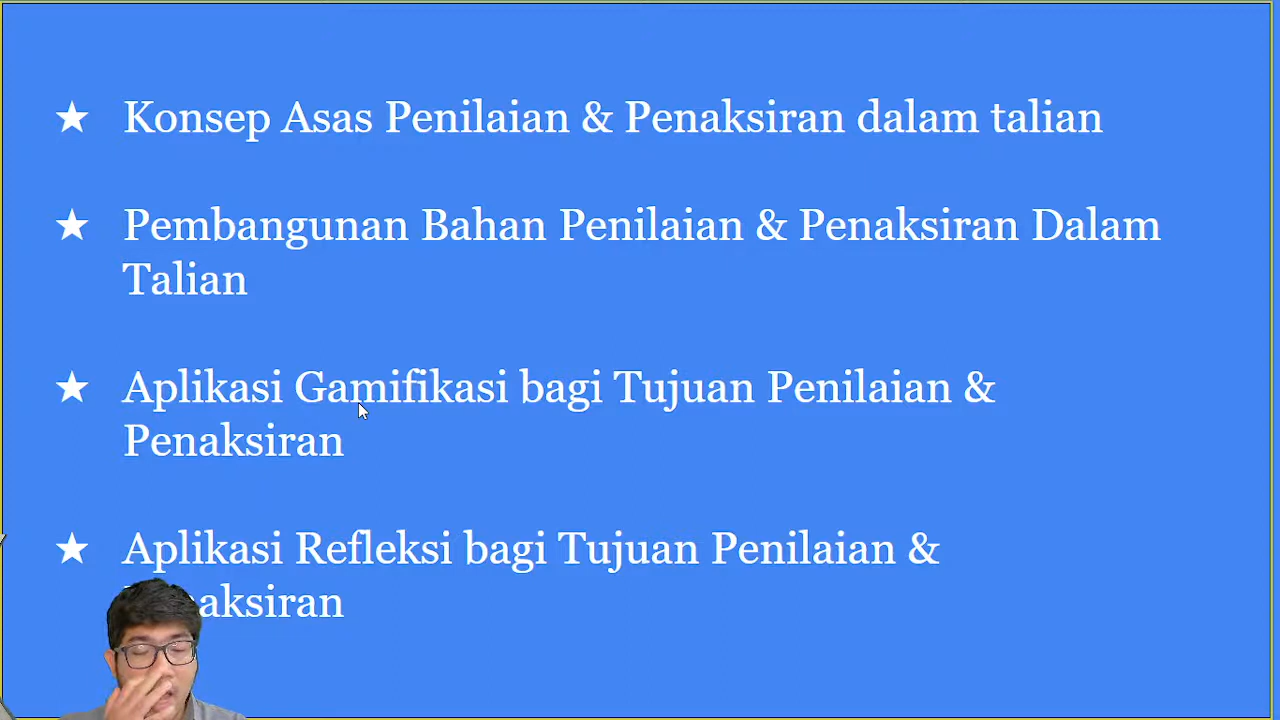 ★ Konsep Asas Penilaian & Penaksiran dalam talian
★ Pembangunan Bahan Penilaian & Penaksiran Dalam
Talian
★ Aplikasi Gamifikasi bagi Tujuan Penilaian &
Penaksiran
★ Aplikasi Refleksi bagi Tujuan Penilaian &